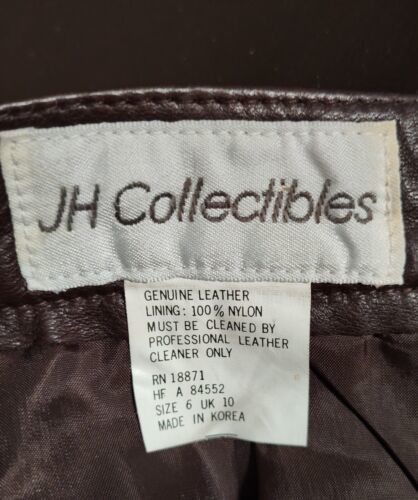 JH Collectibles
GENUINE LEATHER
LINING: 100% NYLON
MUST BE CLEANED BY
PROFESSIONAL LEATHER
CLEANER ONLY
RN 18871
HF A 84552
SIZE 6 UK 10
MADE IN KOREA